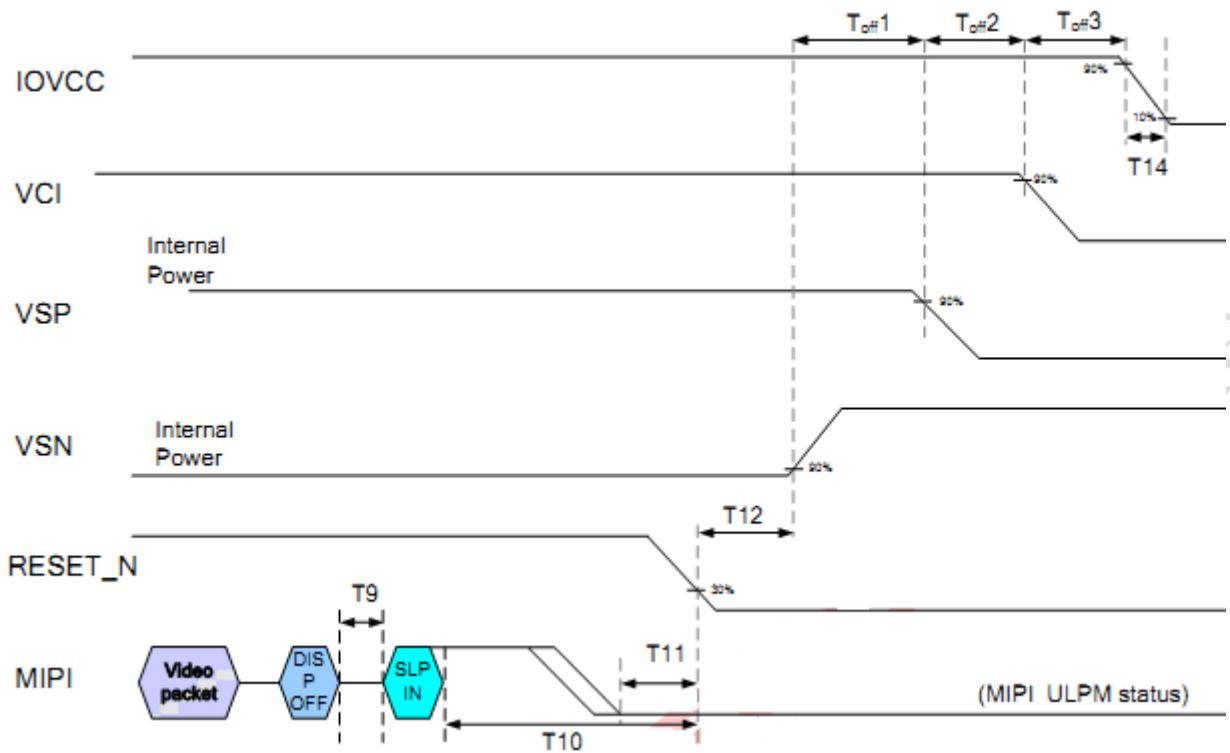 Toff1 Toff2 Toff3
IOVCC
90%
10%
T14
VCI
90%
Internal
Power
VSP
90%
VSN
Internal
Power
90%
T12
RESET_N
30%
T9
MIPI
Video
packet
DIS
P
OFF
SLP
IN
T11
(MIPI ULPM status)
T10